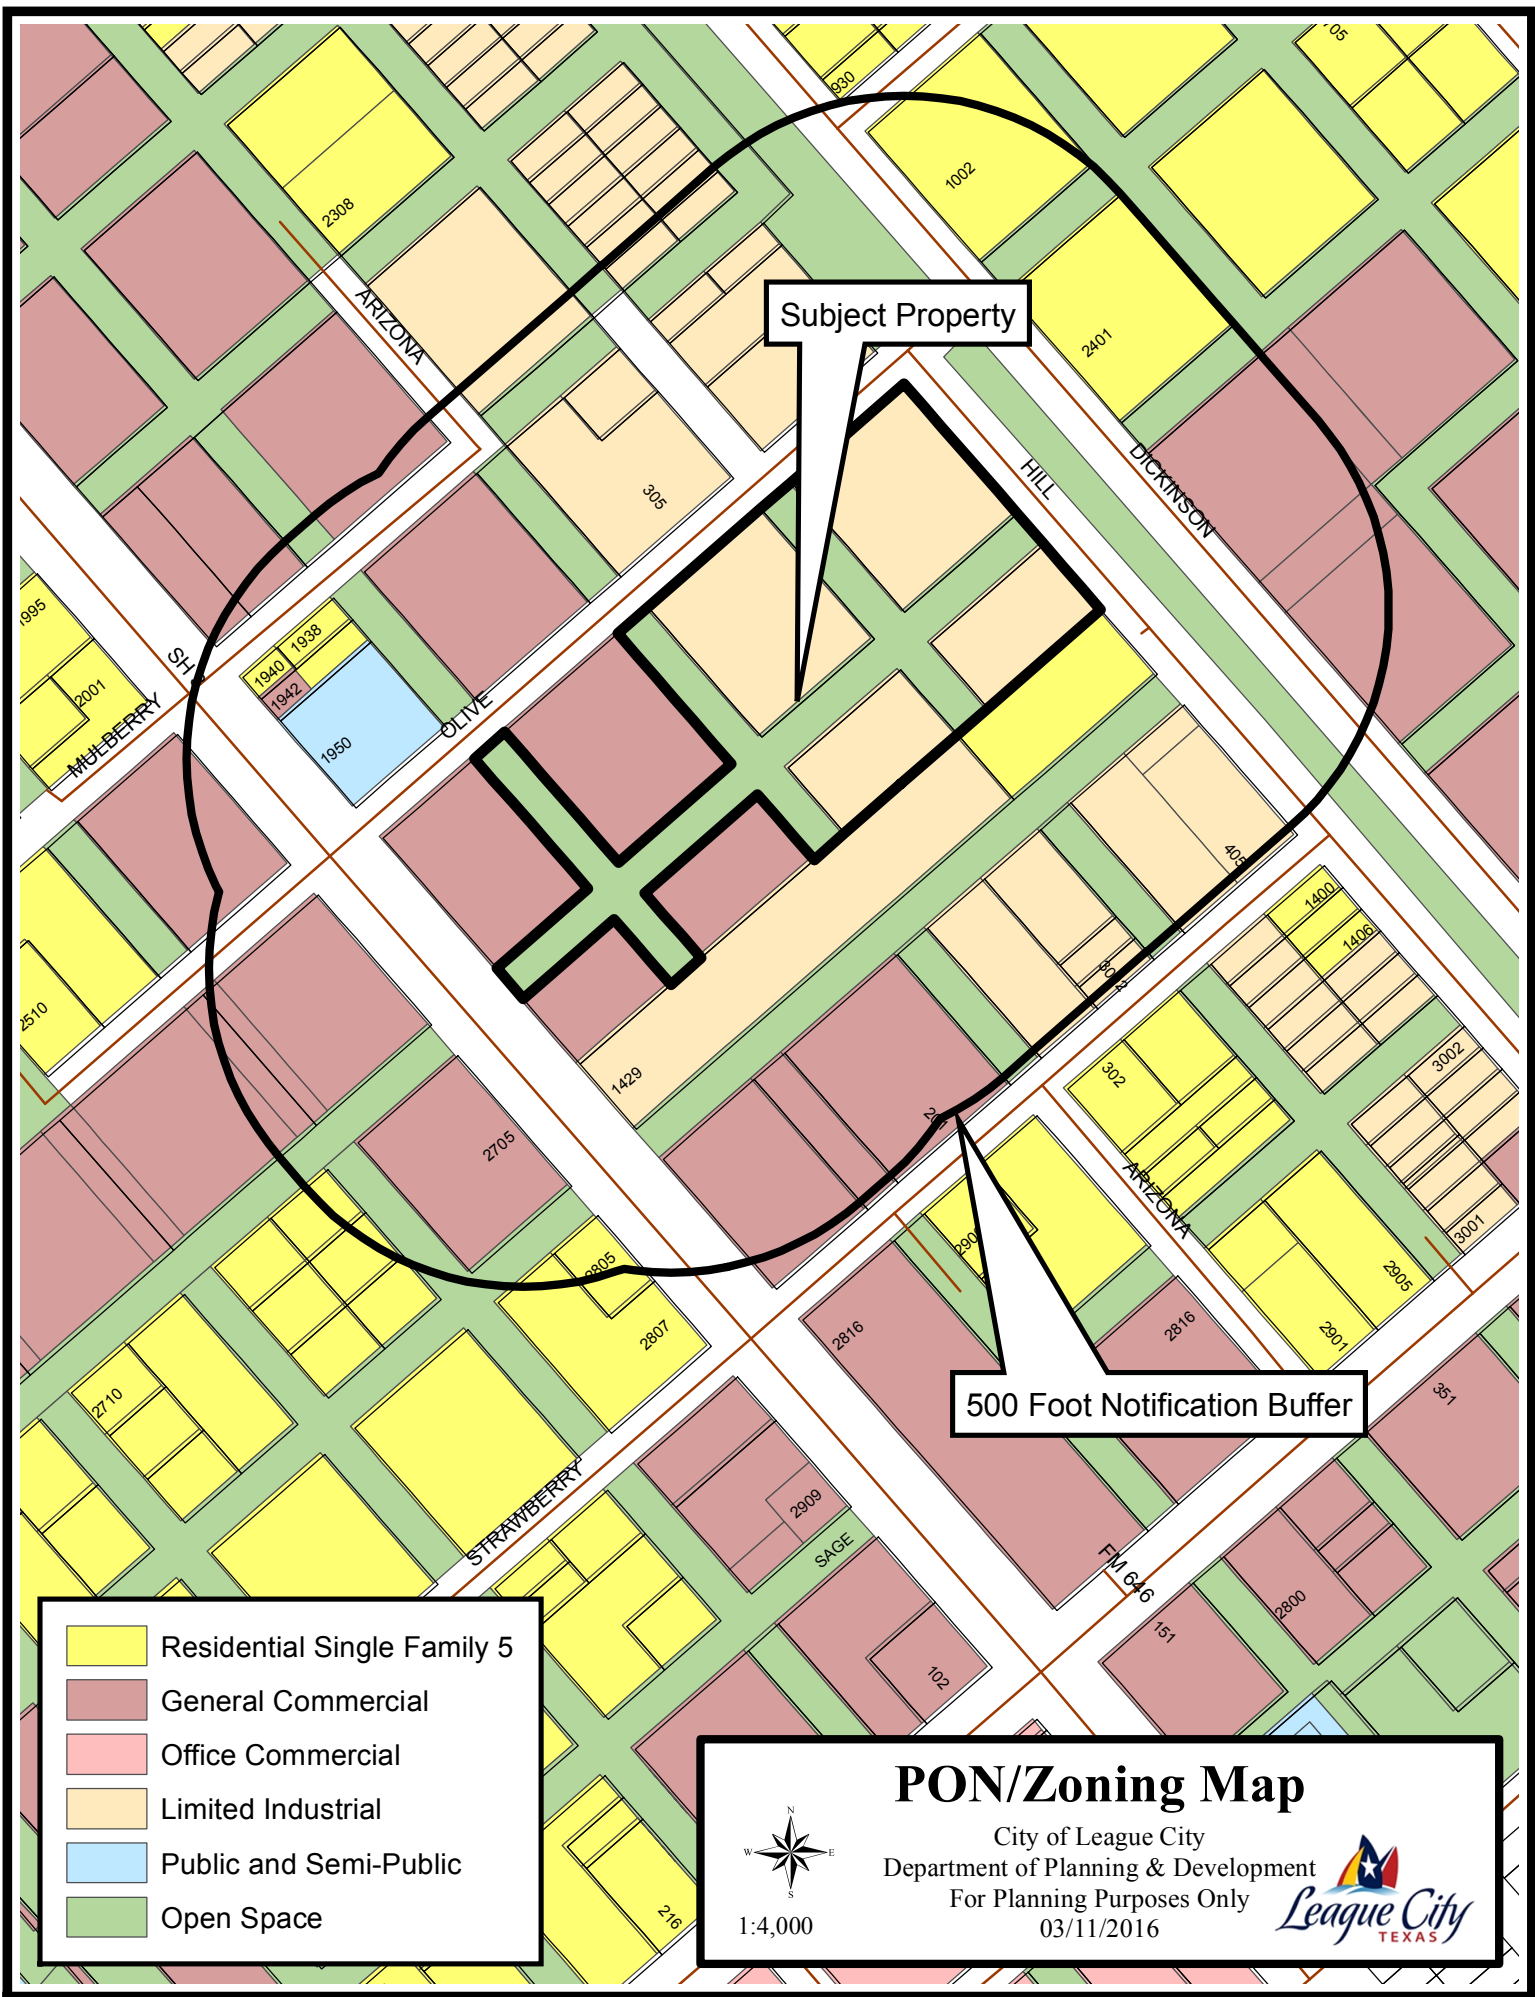 930
05
1002
2308
ARIZONA
Subject Property
2401
HILL
DICKINSON
305
1995
2001
SH
MULBERRY
1938
1940
1942
1950
OLIVE
405
1400
1406
2510
1429
2705
302
3002
3001
ARIZONA
2905
2901
2805
2807
2816
2816
500 Foot Notification Buffer
351
2710
STRAWBERRY
2909
SAGE
FM 646
2800
151
102
216
Residential Single Family 5
General Commercial
Office Commercial
Limited Industrial
Public and Semi-Public
Open Space
PON/Zoning Map
City of League City
Department of Planning & Development
For Planning Purposes Only
03/11/2016
N
W
E
S
1:4,000
League City
TEXAS